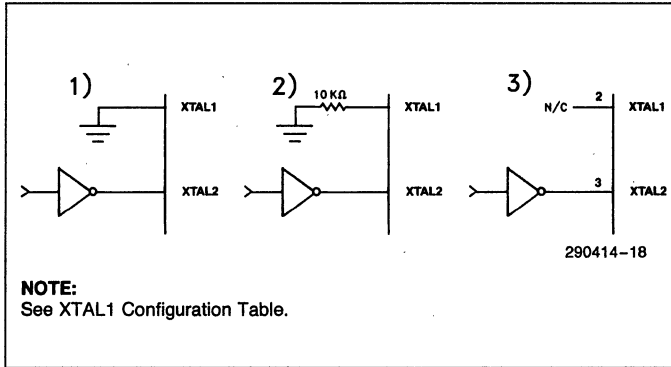 1) 2) 3)
10 KΩ
XTAL1 XTAL1 N/C 2 XTAL1
XTAL2 XTAL2 3 XTAL2
290414-18
NOTE:
See XTAL1 Configuration Table.